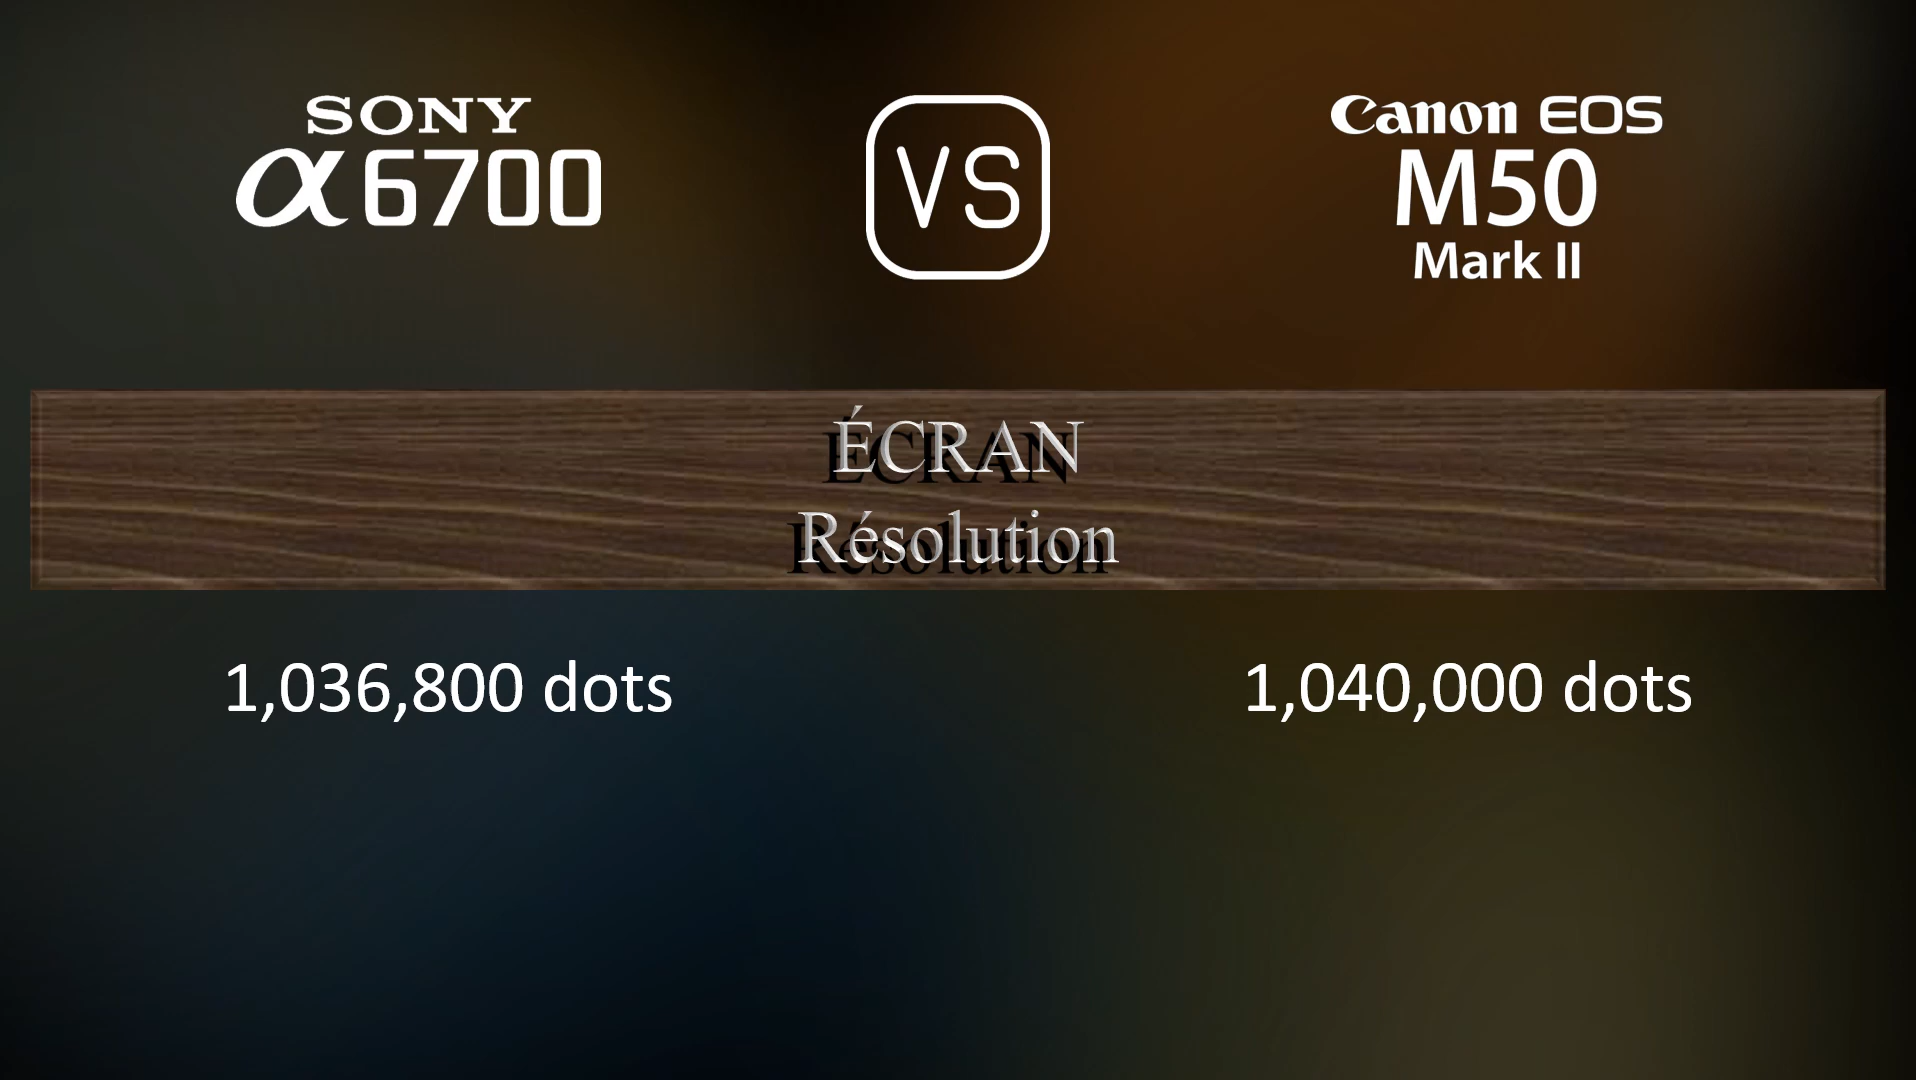 SONY
α6700
VS
Canon EOS
M50
Mark II
ÉCRAN
Résolution
1,036,800 dots
1,040,000 dots